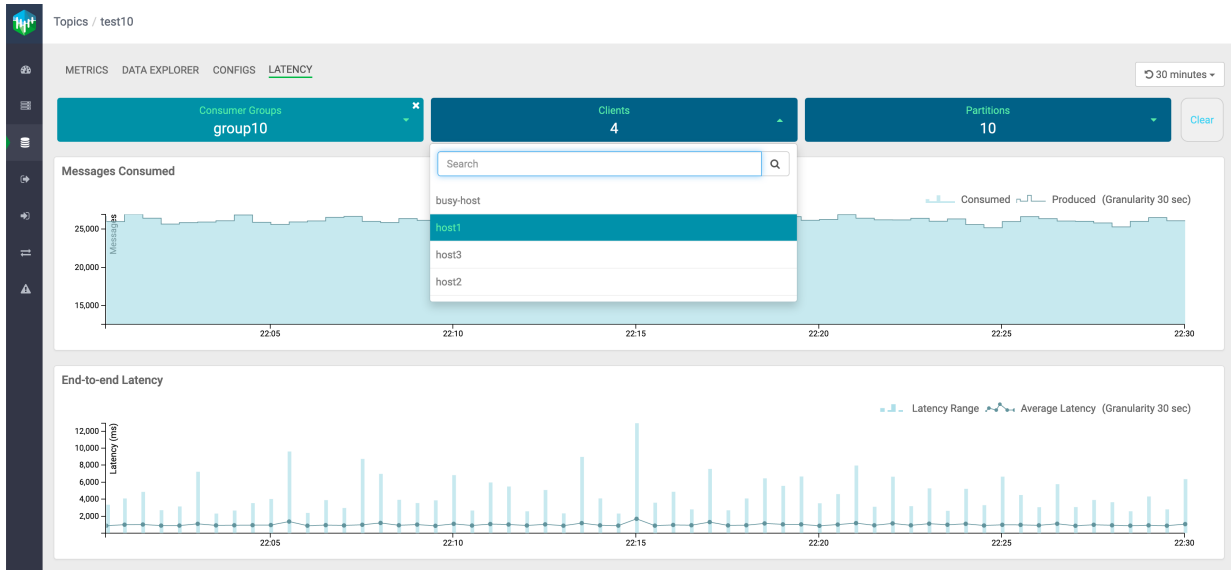 Topics / test10
METRICS DATA EXPLORER CONFIGS LATENCY
30 minutes
Consumer Groups
group10
Clients
4
Partitions
10
Clear
Search
busy-host
host1
host3
host2
Messages Consumed
Consumed Produced (Granularity 30 sec)
Messages
25,000
20,000
15,000
22:05 22:10 22:15 22:20 22:25 22:30
End-to-end Latency
Latency Range Average Latency (Granularity 30 sec)
Latency (ms)
12,000
10,000
8,000
6,000
4,000
2,000
22:05 22:10 22:15 22:20 22:25 22:30